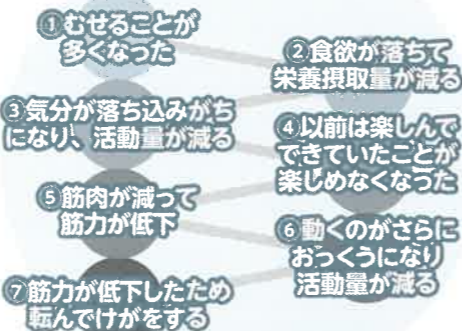 ①むせることが
多くなった
②食欲が落ちて
栄養摂取量が減る
③気分が落ち込みがち
になり、活動量が減る
④以前は楽しんで
できていたことが
楽しめなくなった
⑤筋肉が減って
筋力が低下
⑥動くのがさらに
おっくうになり
活動量が減る
⑦筋力が低下したため
転んでけがをする